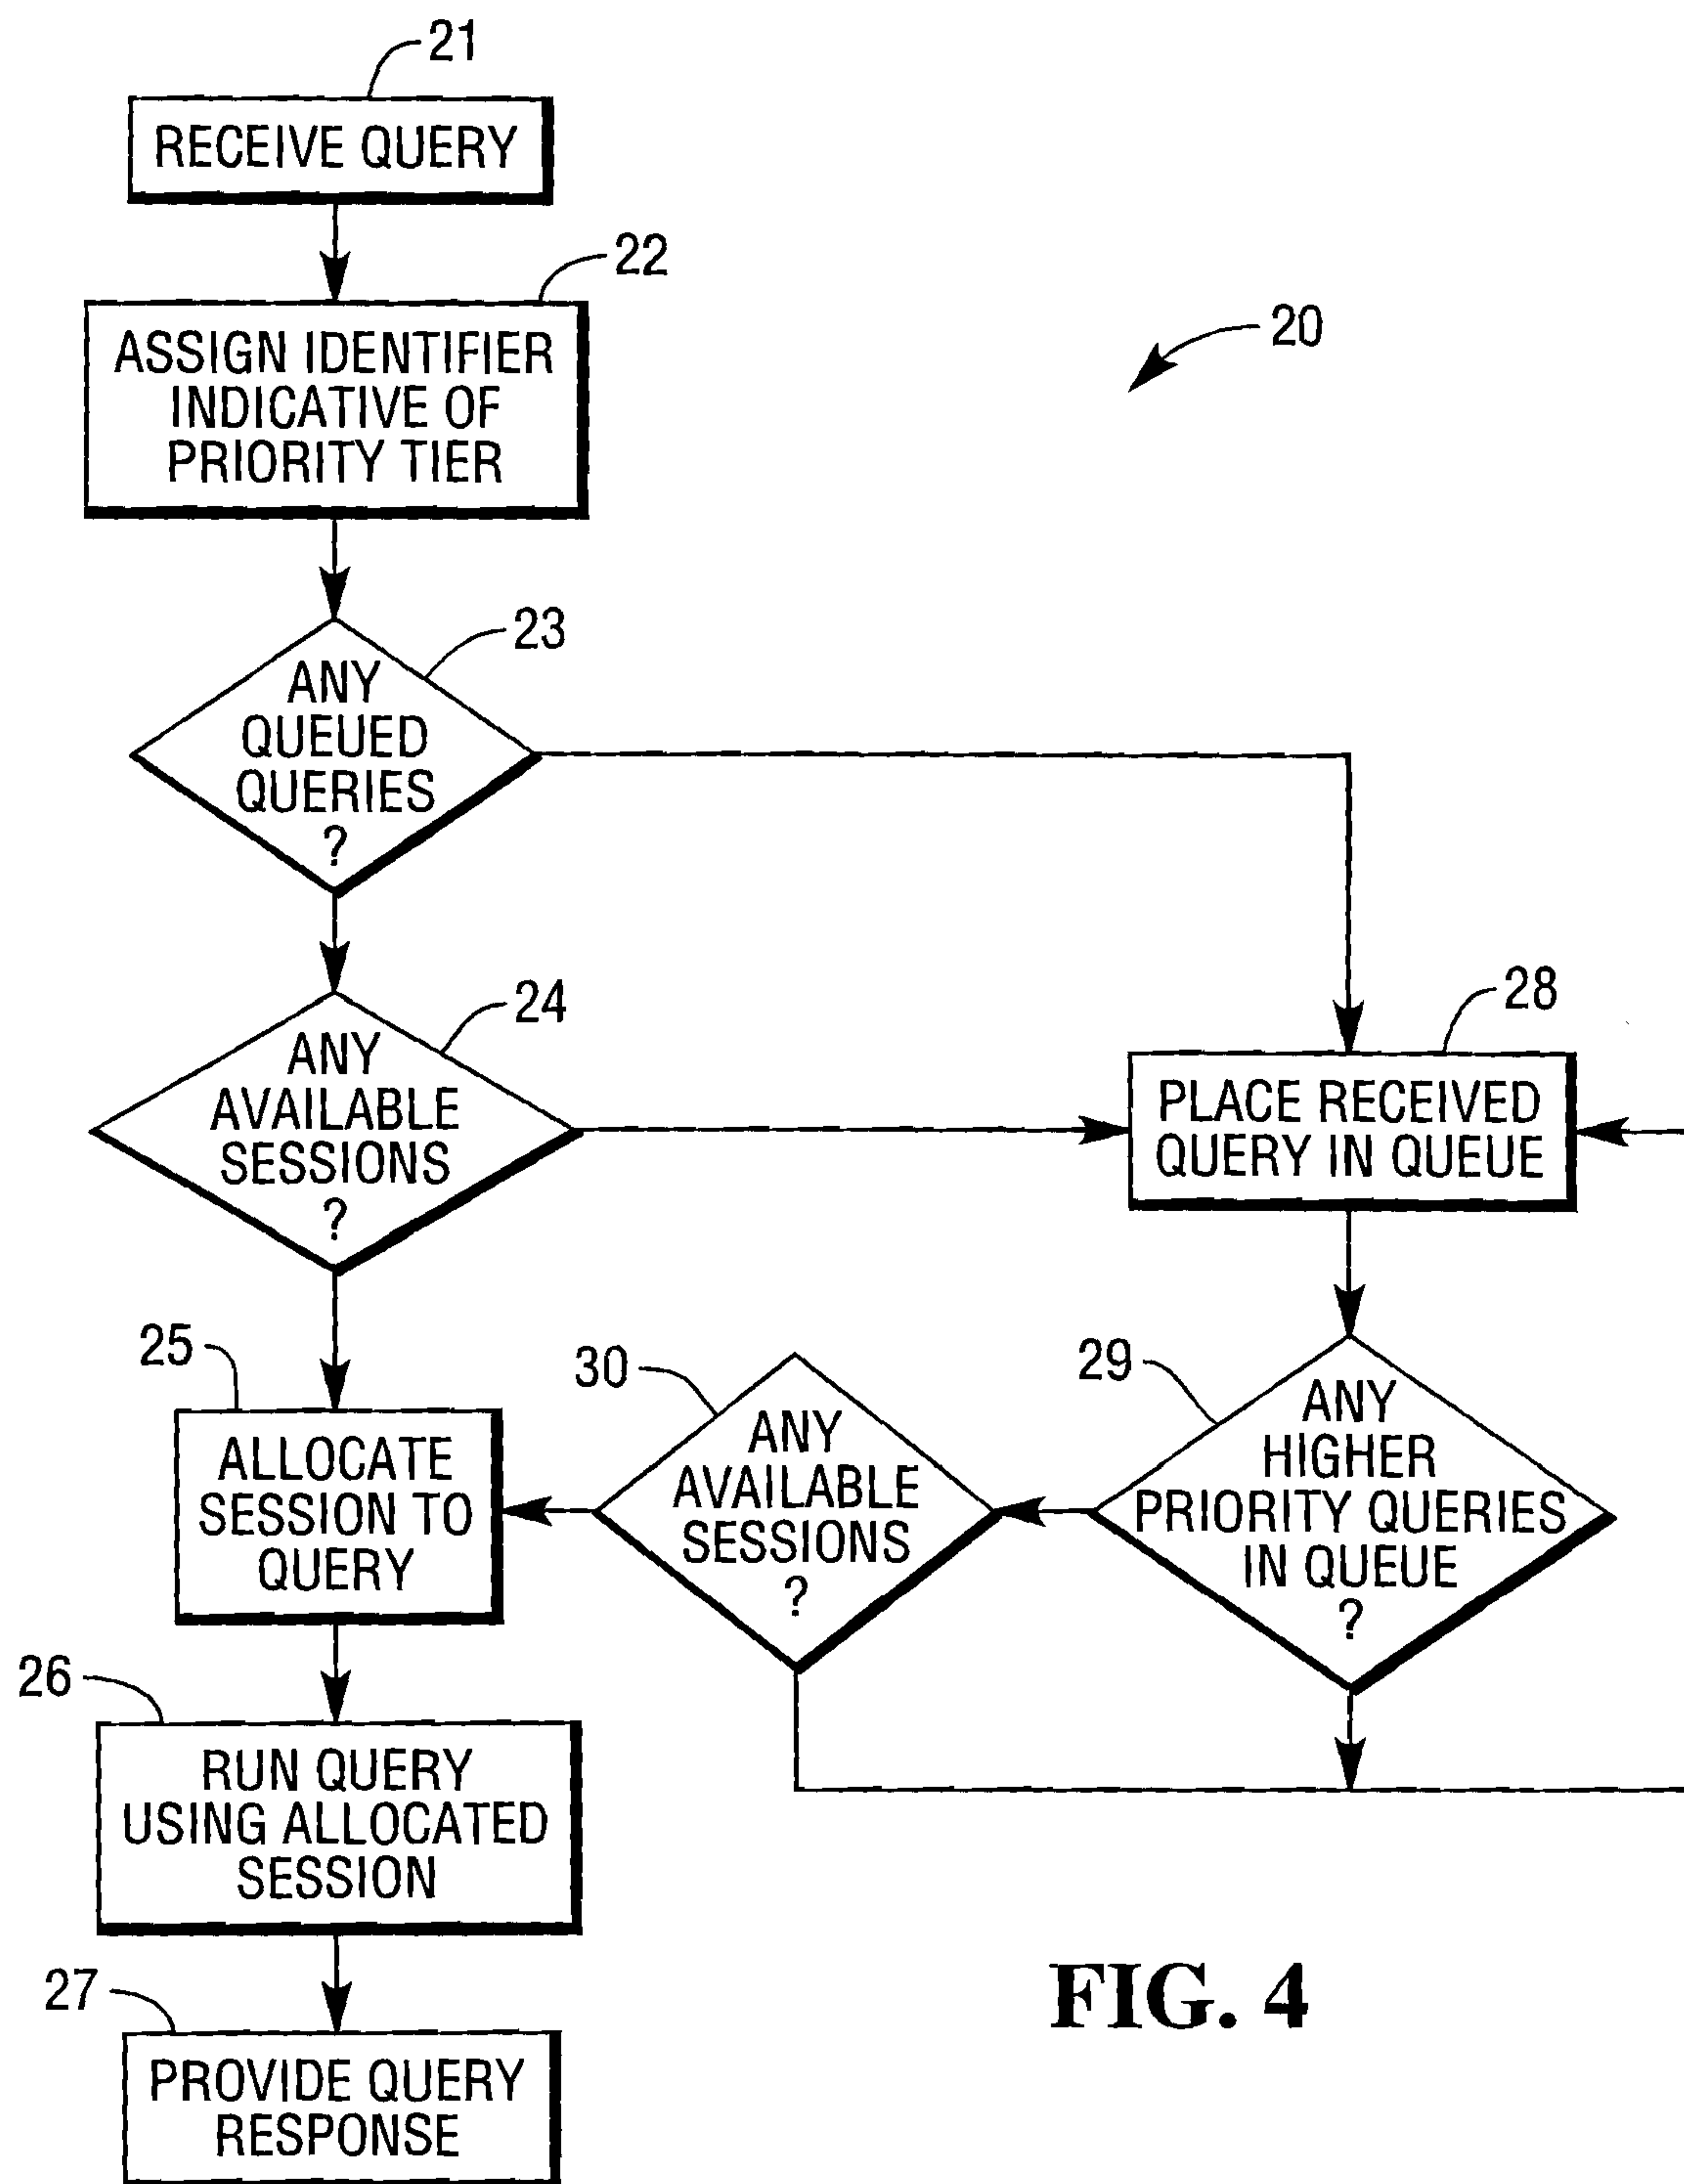 21
RECEIVE QUERY
22
ASSIGN IDENTIFIER
INDICATIVE OF
PRIORITY TIER
20
23
ANY
QUEUED
QUERIES
?
24
ANY
AVAILABLE
SESSIONS
?
28
PLACE RECEIVED
QUERY IN QUEUE
25
ALLOCATE
SESSION TO
QUERY
30
ANY
AVAILABLE
SESSIONS
?
29
ANY
HIGHER
PRIORITY QUERIES
IN QUEUE
?
26
RUN QUERY
USING ALLOCATED
SESSION
27
PROVIDE QUERY
RESPONSE
FIG. 4